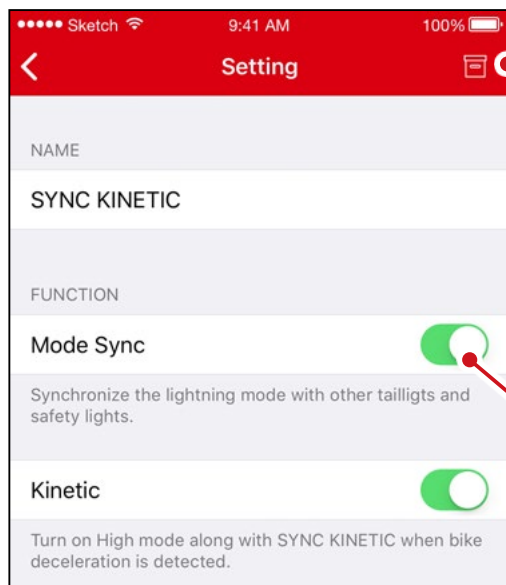 ●●●●● Sketch 9:41 AM 100%
Setting
NAME
SYNC KINETIC
FUNCTION
Mode Sync
Synchronize the lightning mode with other tailligts and
safety lights.
Kinetic
Turn on High mode along with SYNC KINETIC when bike
deceleration is detected.